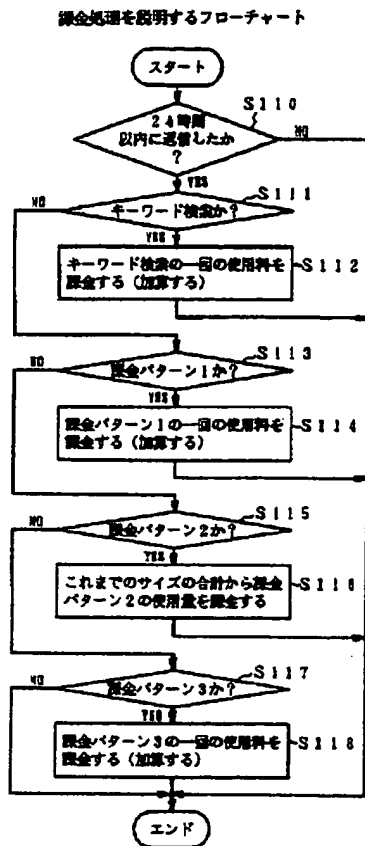 課金処理を説明するフローチャート
スタート
S110
24時間
以内に返信したか
?
NO
YES
S111
NO
キーワード検索か?
YES
キーワード検索の一回の使用料を
課金する(加算する)
S112
S113
NO
課金パターン1か?
YES
課金パターン1の一回の使用料を
課金する(加算する)
S114
S115
NO
課金パターン2か?
YES
これまでのサイズの合計から課金
パターン2の使用量を課金する
S116
S117
NO
課金パターン3か?
YES
課金パターン3の一回の使用料を
課金する(加算する)
S118
エンド